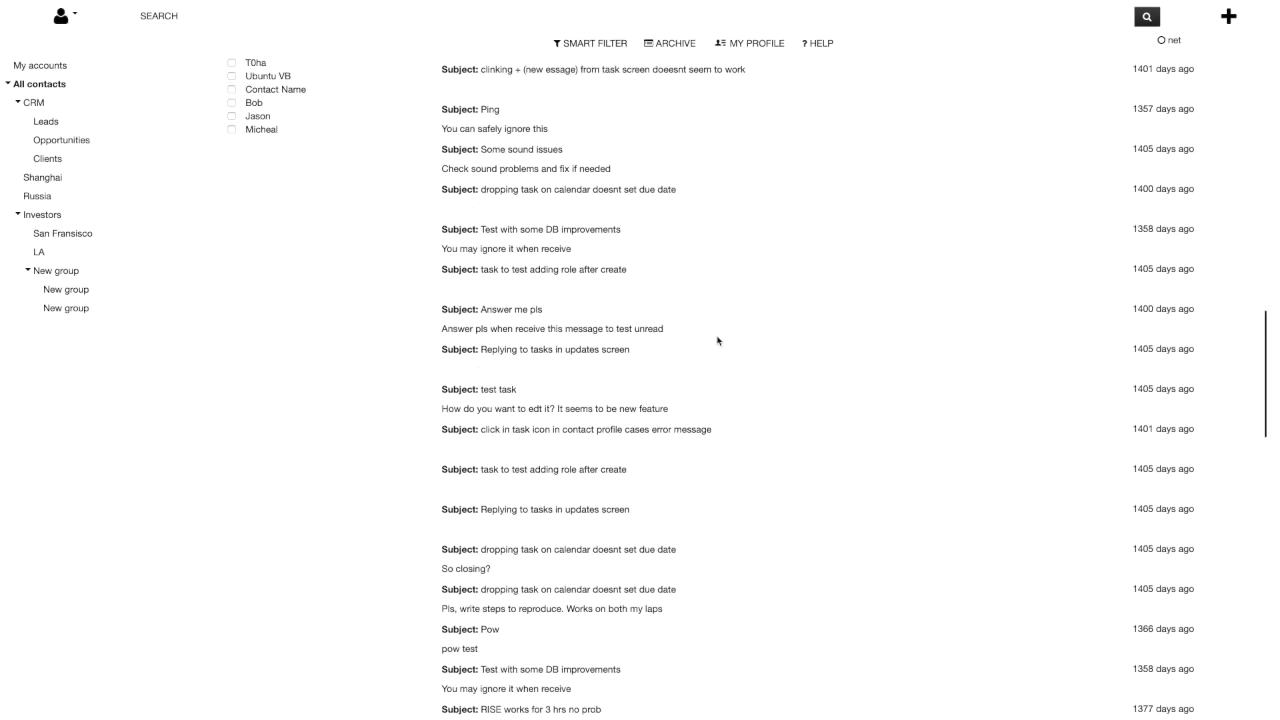 SEARCH
SMART FILTER ARCHIVE MY PROFILE ? HELP
net
My accounts
All contacts
CRM
Leads
Opportunities
Clients
Shanghai
Russia
Investors
San Fransisco
LA
New group
New group
New group
T0ha
Ubuntu VB
Contact Name
Bob
Jason
Micheal
Subject: clinking + (new essage) from task screen doeesnt seem to work 1401 days ago
Subject: Ping 1357 days ago
You can safely ignore this
Subject: Some sound issues 1405 days ago
Check sound problems and fix if needed
Subject: dropping task on calendar doesnt set due date 1400 days ago
Subject: Test with some DB improvements 1358 days ago
You may ignore it when receive
Subject: task to test adding role after create 1405 days ago
Subject: Answer me pls 1400 days ago
Answer pls when receive this message to test unread
Subject: Replying to tasks in updates screen 1405 days ago
Subject: test task 1405 days ago
How do you want to edt it? It seems to be new feature
Subject: click in task icon in contact profile cases error message 1401 days ago
Subject: task to test adding role after create 1405 days ago
Subject: Replying to tasks in updates screen 1405 days ago
Subject: dropping task on calendar doesnt set due date 1405 days ago
So closing?
Subject: dropping task on calendar doesnt set due date 1405 days ago
Pls, write steps to reproduce. Works on both my laps
Subject: Pow 1366 days ago
pow test
Subject: Test with some DB improvements 1358 days ago
You may ignore it when receive
Subject: RISE works for 3 hrs no prob 1377 days ago